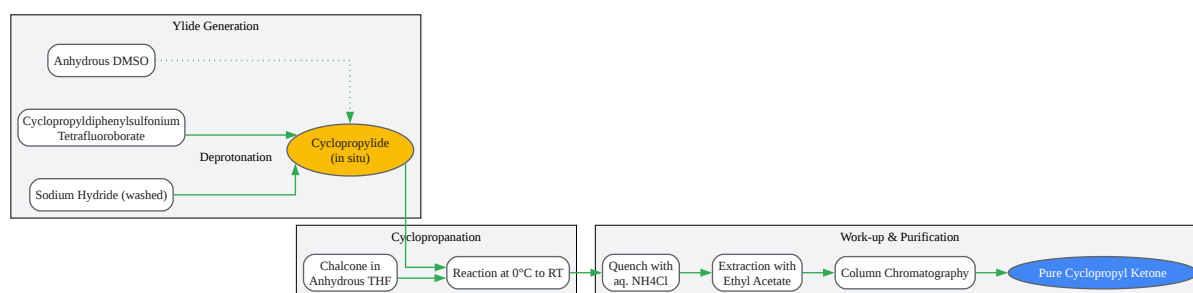 Ylide Generation
Anhydrous DMSO
Cyclopropyldiphenylsulfonium
Tetrafluoroborate
Deprotonation
Cyclopropylide
(in situ)
Sodium Hydride (washed)
Cyclopropanation
Chalcone in
Anhydrous THF
Reaction at 0°C to RT
Work-up & Purification
Quench with
aq. NH4Cl
Extraction with
Ethyl Acetate
Column Chromatography
Pure Cyclopropyl Ketone